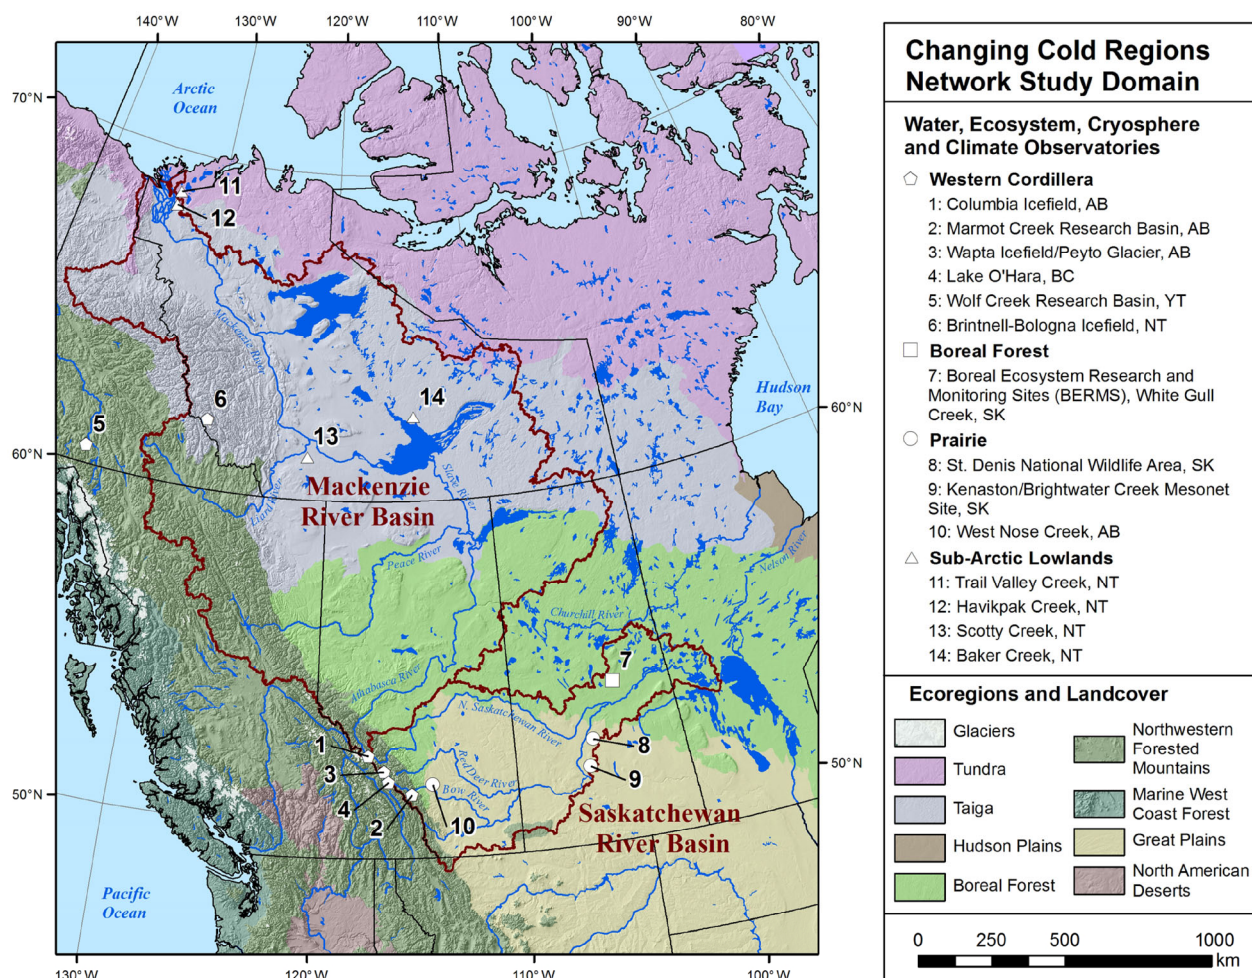 140°W
130°W
120°W
110°W
100°W
90°W
80°W
Arctic
Ocean
70°N
11
12
Mackenzie River
Hudson
Bay
5
6
14
60°N
13
60°N
Mackenzie
River Basin
Slave River
Liard River
Peace River
Nelson River
Churchill River
7
Athabasca River
N. Saskatchewan River
1
8
3
Red Deer River
9
50°N
50°N
4
Bow River
2
10
Saskatchewan
River Basin
Pacific
Ocean
130°W
120°W
110°W
100°W
Changing Cold Regions
Network Study Domain
Water, Ecosystem, Cryosphere
and Climate Observatories
Western Cordillera
1: Columbia Icefield, AB
2: Marmot Creek Research Basin, AB
3: Wapta Icefield/Peyto Glacier, AB
4: Lake O'Hara, BC
5: Wolf Creek Research Basin, YT
6: Brintnell-Bologna Icefield, NT
Boreal Forest
7: Boreal Ecosystem Research and
Monitoring Sites (BERMS), White Gull
Creek, SK
Prairie
8: St. Denis National Wildlife Area, SK
9: Kenaston/Brightwater Creek Mesonet
Site, SK
10: West Nose Creek, AB
Sub-Arctic Lowlands
11: Trail Valley Creek, NT
12: Havikpak Creek, NT
13: Scotty Creek, NT
14: Baker Creek, NT
Ecoregions and Landcover
Glaciers
Tundra
Taiga
Hudson Plains
Boreal Forest
Northwestern
Forested
Mountains
Marine West
Coast Forest
Great Plains
North American
Deserts
0 250 500 1000
km